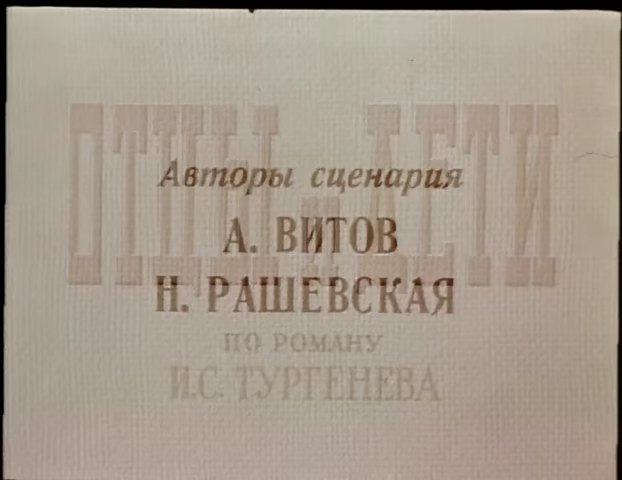 ОТЦЫ и ДЕТИ
Авторы сценария
А. ВИТОВ
Н. РАШЕВСКАЯ
ПО РОМАНУ
И.С. ТУРГЕНЕВА